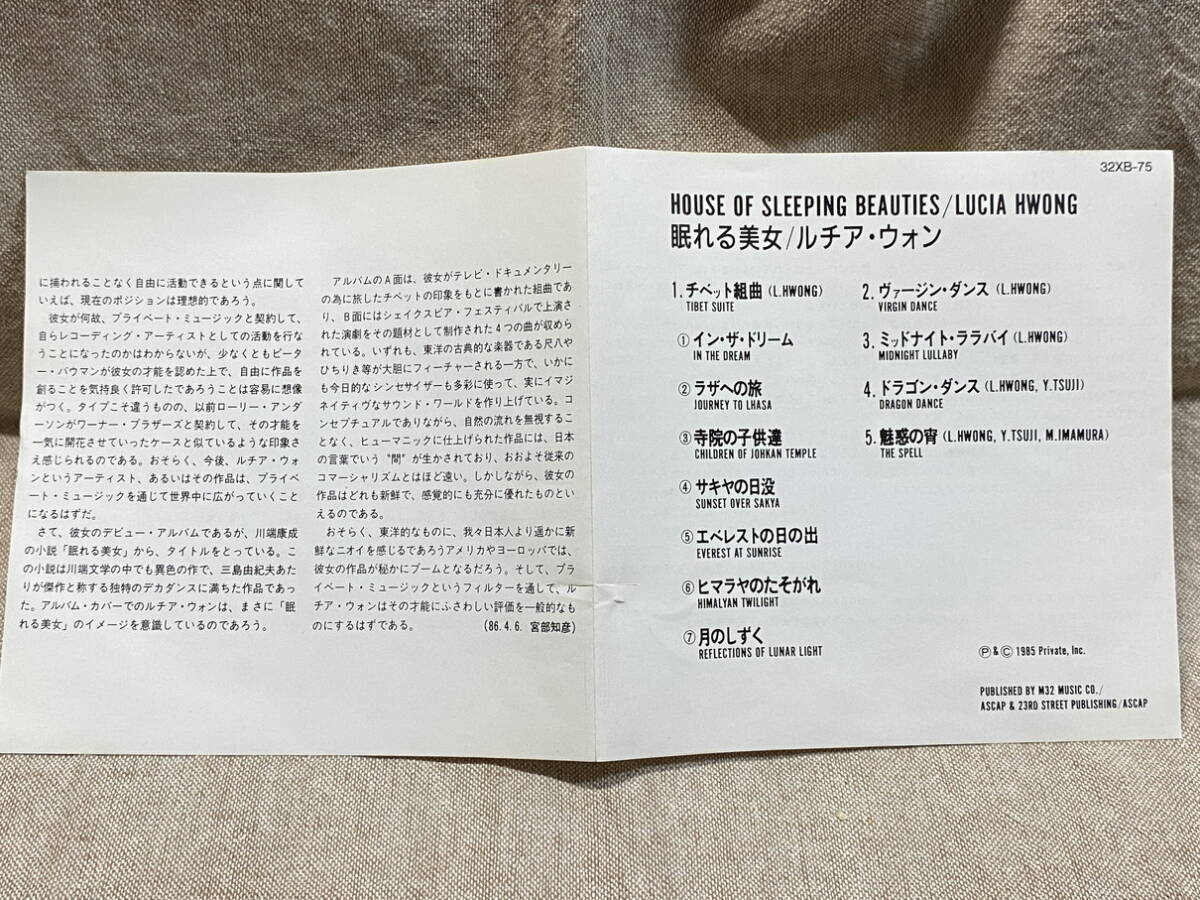 に捕われることなく自由に活動できるという点に関して
いえば、現在のポジションは理想的であろう。
彼女が何故、プライベート・ミュージックと契約して、
自らレコーディング・アーティストとしての活動を行な
うことになったのかはわからないが、少なくともピータ
ー・バウマンが彼女の才能を認めた上で、自由に作品を
創ることを気持良く許可したであろうことは容易に想像
がつく。タイプこそ違うものの、以前ローリー・アンダ
ーソンがワーナー・ブラザーズと契約して、その才能を
一気に開花させていったケースと似ているような印象さ
え感じられるのである。おそらく、今後、ルチア・ウォ
ンというアーティスト、あるいはその作品は、プライベ
ート・ミュージックを通じて世界中に広がっていくこと
になるはずだ。
さて、彼女のデビュー・アルバムであるが、川端康成
の小説「眠れる美女」から、タイトルをとっている。こ
の小説は川端文学の中でも異色の作で、三島由紀夫あた
りが傑作と称する独特のデカダンスに満ちた作品であっ
た。アルバム・カバーでのルチア・ウォンは、まさに「眠
れる美女」のイメージを意識しているのであろう。
アルバムのA面は、彼女がテレビ・ドキュメンタリー
の為に旅したチベットの印象をもとに書かれた組曲であ
り、B面にはシェイクスピア・フェスティバルで上演さ
れた演劇をその題材として制作された4つの曲が収めら
れている。いずれも、東洋の古典的な楽器である尺八や
ひちりき等が大胆にフィーチャーされる一方で、いかに
も今日的なシンセサイザーも多彩に使って、実にイマジ
ネイティヴなサウンド・ワールドを作り上げている。コ
ンセプチュアルでありながら、自然の流れを無視するこ
となく、ヒューマニックに仕上げられた作品には、日本
の言葉でいう"間"が生かされており、おおよそ従来の
コマーシャリズムとはほど遠い。しかしながら、彼女の
作品はどれも新鮮で、感覚的にも充分に優れたものとい
えるのである。
おそらく、東洋的なものに、我々日本人より遥かに新
鮮なニオイを感じるであろうアメリカやヨーロッパでは、
彼女の作品が秘かにブームとなるだろう。そして、プラ
イベート・ミュージックというフィルターを通して、ル
チア・ウォンはその才能にふさわしい評価を一般的なも
のにするはずである。 (86.4.6. 宮部知彦)
32XB-75
HOUSE OF SLEEPING BEAUTIES/LUCIA HWONG
眠れる美女/ルチア・ウォン
1. チベット組曲 (L.HWONG)
TIBET SUITE
① イン・ザ・ドリーム
IN THE DREAM
② ラザへの旅
JOURNEY TO LHASA
③ 寺院の子供達
CHILDREN OF JOHKAN TEMPLE
④ サキヤの日没
SUNSET OVER SAKYA
⑤ エベレストの日の出
EVEREST AT SUNRISE
⑥ ヒマラヤのたそがれ
HIMALYAN TWILIGHT
⑦ 月のしずく
REFLECTIONS OF LUNAR LIGHT
2. ヴァージン・ダンス (L.HWONG)
VIRGIN DANCE
3. ミッドナイト・ララバイ (L.HWONG)
MIDNIGHT LULLABY
4. ドラゴン・ダンス (L.HWONG, Y.TSUJI)
DRAGON DANCE
5. 魅惑の宵 (L.HWONG, Y.TSUJI, M.IMAMURA)
THE SPELL
Ⓟ & © 1985 Private, Inc.
PUBLISHED BY M32 MUSIC CO./
ASCAP & 23RD STREET PUBLISHING/ASCAP